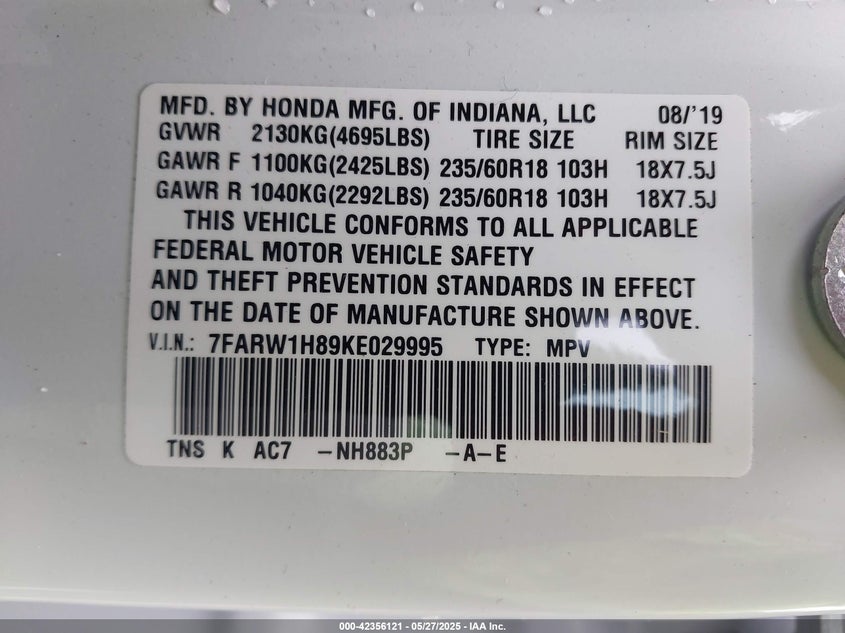 MFD. BY HONDA MFG. OF INDIANA, LLC 08/'19
GVWR 2130KG(4695LBS) TIRE SIZE RIM SIZE
GAWR F 1100KG(2425LBS) 235/60R18 103H 18X7.5J
GAWR R 1040KG(2292LBS) 235/60R18 103H 18X7.5J
THIS VEHICLE CONFORMS TO ALL APPLICABLE
FEDERAL MOTOR VEHICLE SAFETY
AND THEFT PREVENTION STANDARDS IN EFFECT
ON THE DATE OF MANUFACTURE SHOWN ABOVE.
V.I.N.: 7FARW1H89KE029995 TYPE: MPV
TNS K AC7 -NH883P -A-E
000-42356121 - 05/27/2025 - IAA Inc.